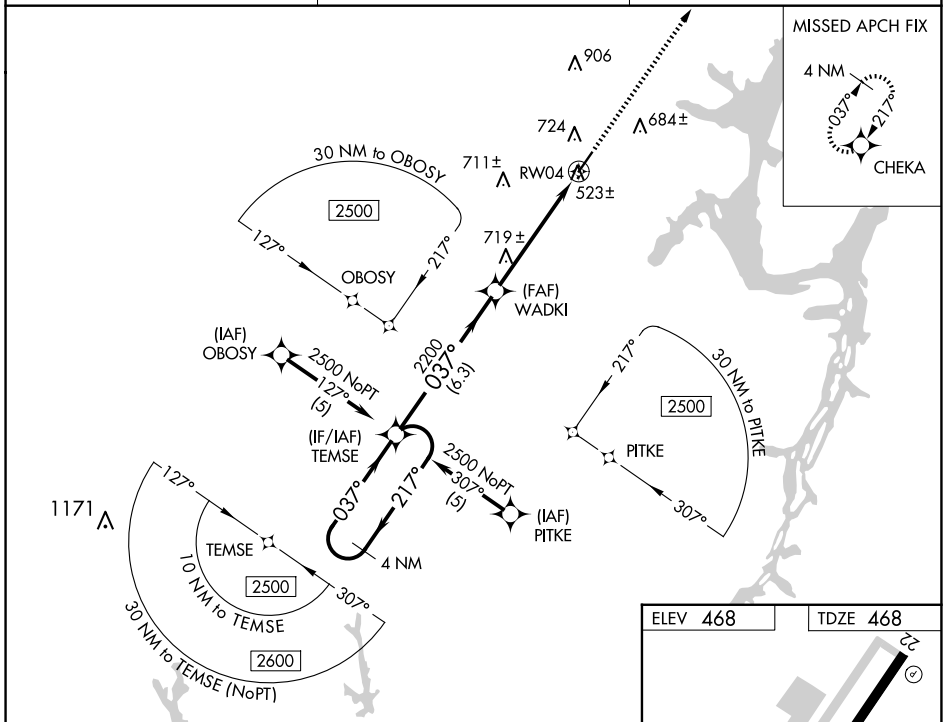 MISSED APCH FIX
4 NM
037°
217°
CHEKA
906
724
684±
711±
RW04
523±
719±
30 NM to OBOSY
2500
127°
217°
OBOSY
(FAF)
WADKI
(IAF)
OBOSY
2500 NoPT
127°
(5)
2200
037°
(6.3)
217°
30 NM to PITKE
2500
PITKE
307°
(IF/IAF)
TEMSE
2500 NoPT
307°
(5)
(IAF)
PITKE
037°
217°
4 NM
1171
127°
TEMSE
307°
2500
10 NM to TEMSE
2600
30 NM to TEMSE (NoPT)
ELEV 468
TDZE 468
22
P